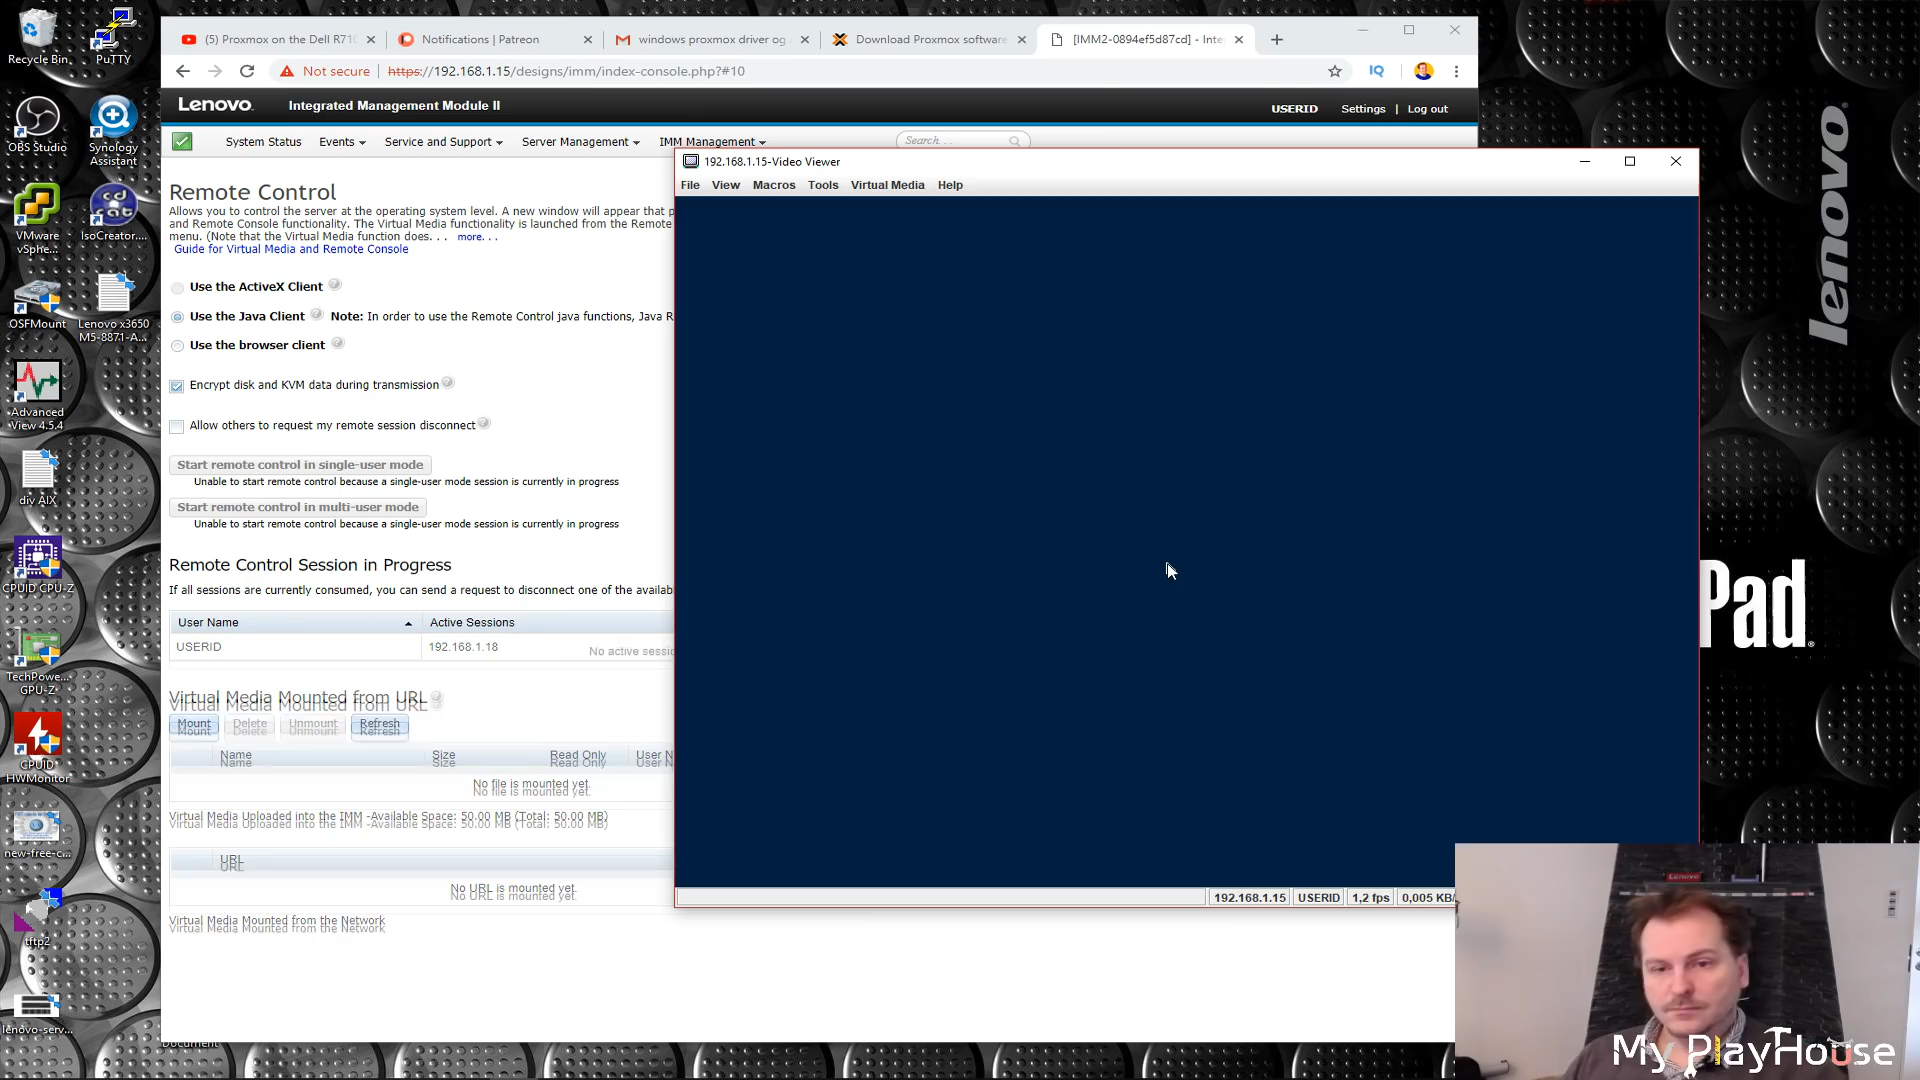 Recycle Bin
PuTTY
OBS Studio
Synology Assistant
VMware vSphe...
IsoCreator....
OSFMount
Lenovo x3650 M5-8871-A...
Advanced View 4.5.4
div AIX
CPUID CPU-Z
TechPowe... GPU-Z
CPUID HWMonitor
new-free-c...
tftp2
lenovo-serv...
Document
(5) Proxmox on the Dell R710
Notifications | Patreon
windows proxmox driver og
Download Proxmox software
[IMM2-0894ef5d87cd] - Inte
Not secure | https://192.168.1.15/designs/imm/index-console.php?#10
IQ
Lenovo. Integrated Management Module II
USERID Settings | Log out
System Status Events Service and Support Server Management IMM Management
Search...
Remote Control
Allows you to control the server at the operating system level. A new window will appear that p
and Remote Console functionality. The Virtual Media functionality is launched from the Remote
menu. (Note that the Virtual Media function does. . . more. . .
Guide for Virtual Media and Remote Console
Use the ActiveX Client
Use the Java Client Note: In order to use the Remote Control java functions, Java R
Use the browser client
Encrypt disk and KVM data during transmission
Allow others to request my remote session disconnect
Start remote control in single-user mode
Unable to start remote control because a single-user mode session is currently in progress
Start remote control in multi-user mode
Unable to start remote control because a single-user mode session is currently in progress
Remote Control Session in Progress
If all sessions are currently consumed, you can send a request to disconnect one of the availab
User Name Active Sessions
USERID 192.168.1.18 No active sessio
Virtual Media Mounted from URL
Mount Delete Unmount Refresh
Name Size Read Only User N
No file is mounted yet.
Virtual Media Uploaded into the IMM -Available Space: 50.00 MB (Total: 50.00 MB)
URL
No URL is mounted yet.
Virtual Media Mounted from the Network
192.168.1.15-Video Viewer
File View Macros Tools Virtual Media Help
192.168.1.15 USERID 1,2 fps 0,005 KB/
lenovo
Pad
Lenovo
My PlayHouse